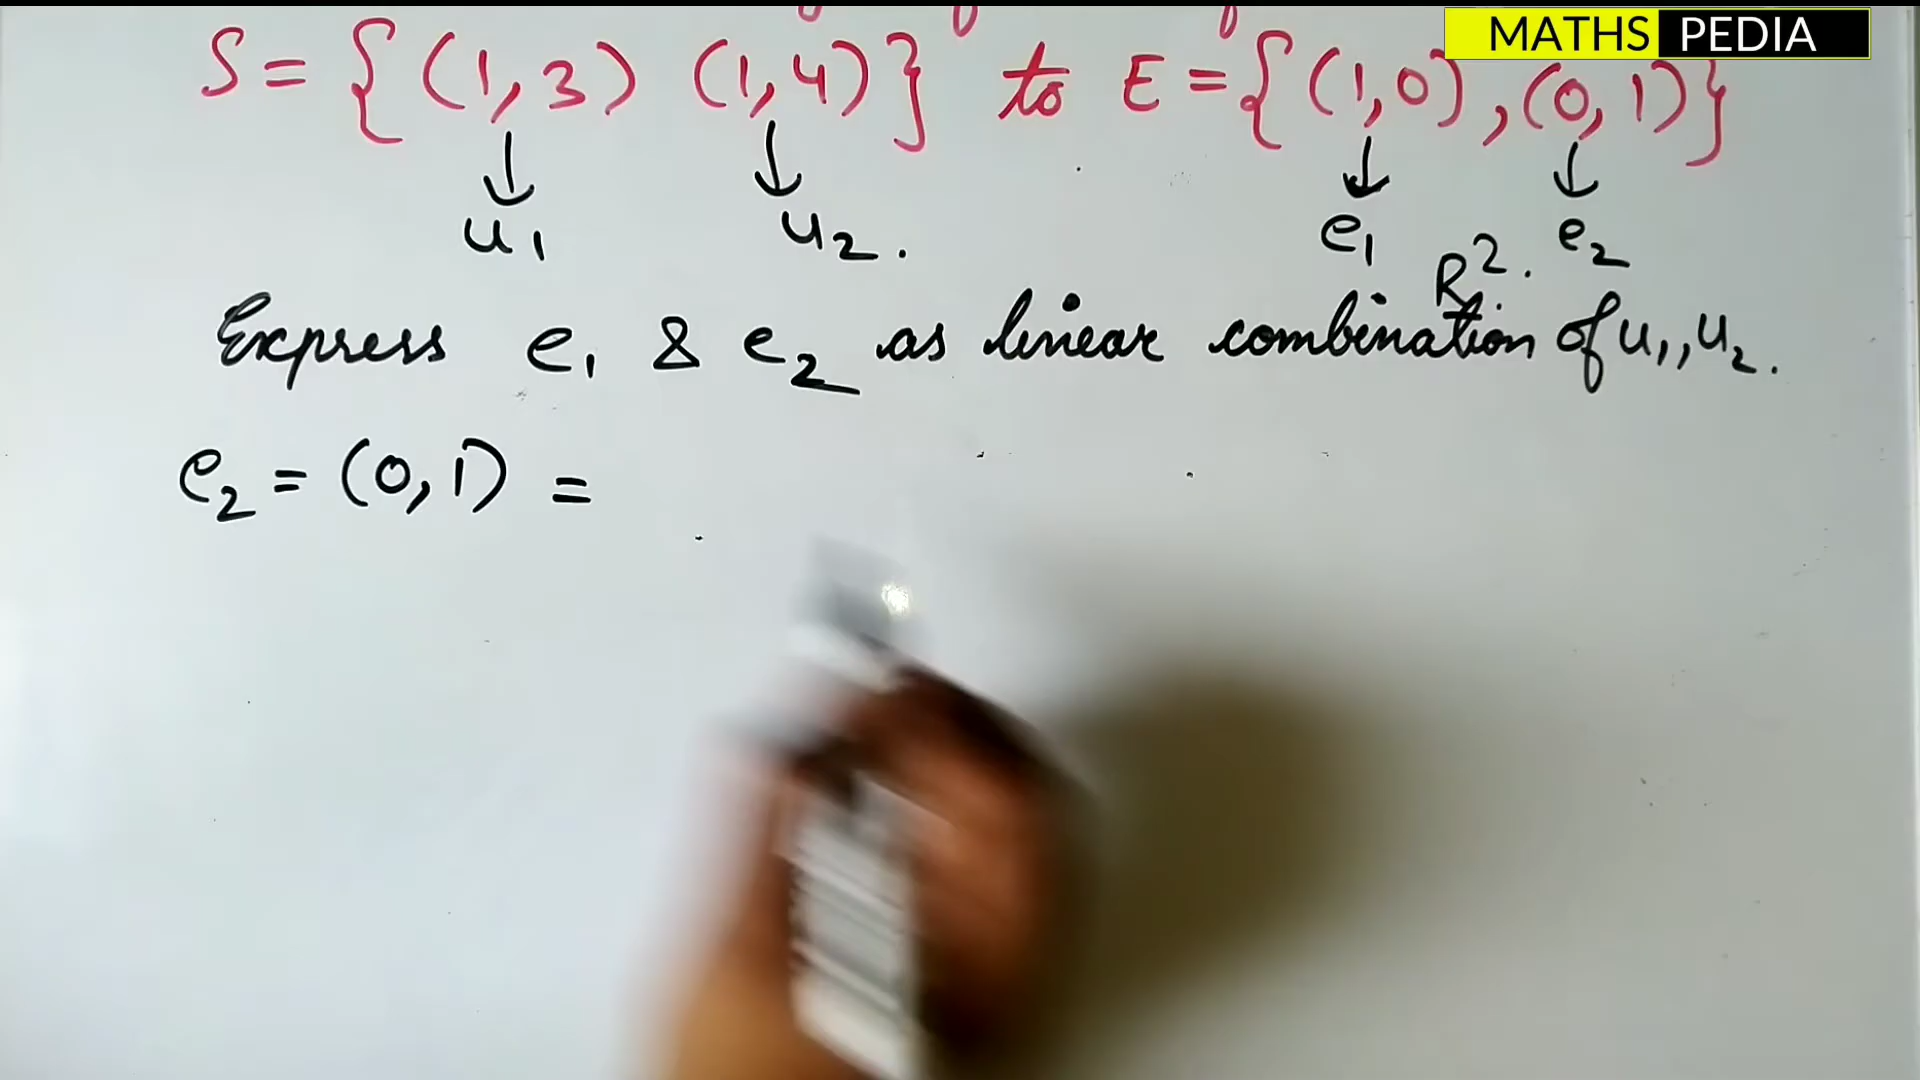 MATHS PEDIA
S = { (1,3) (1,4) } to E = { (1,0) , (0,1) }
↓ ↓ ↓ ↓
u1 u2 . e1 e2
R².
Express e1 & e2 as linear combination of u1, u2.
e2 = (0,1) =